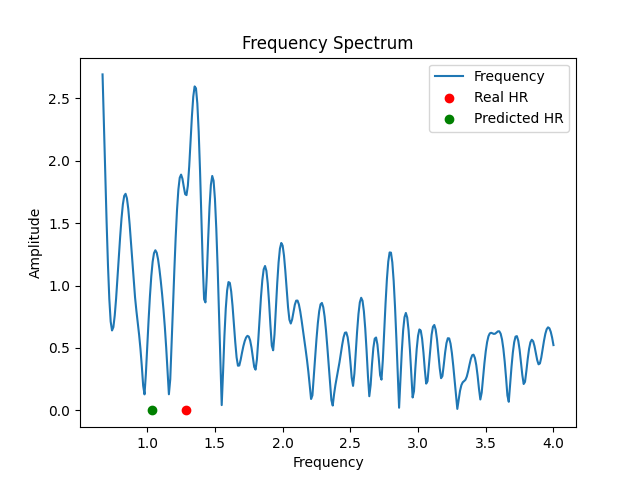 Frequency Spectrum
Frequency
Real HR
Predicted HR
Amplitude
2.5
2.0
1.5
1.0
0.5
0.0
1.0 1.5 2.0 2.5 3.0 3.5 4.0
Frequency